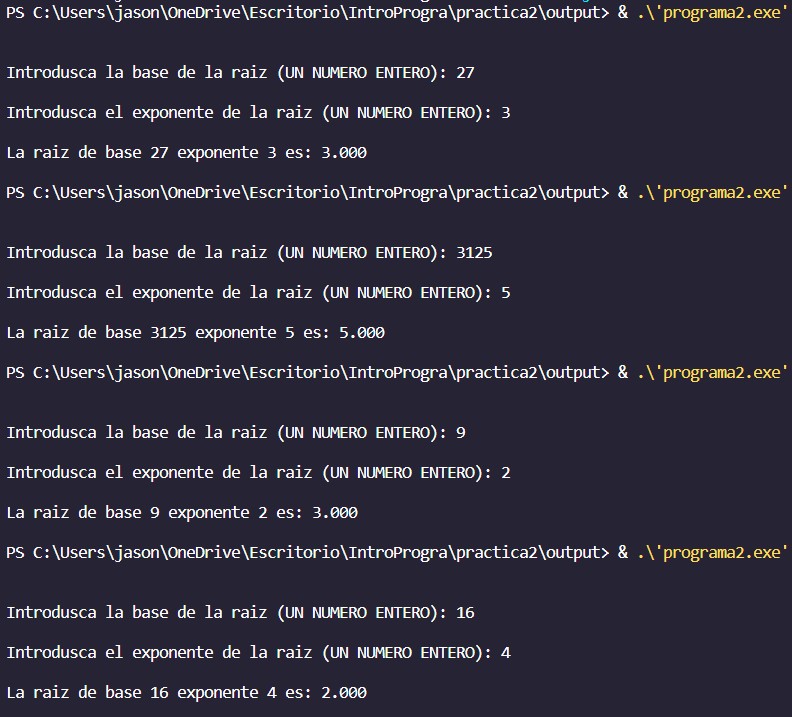 PS C:\Users\jason\OneDrive\Escritorio\IntroProgra\practica2\output> & .\'programa2.exe'
Introdusca la base de la raiz (UN NUMERO ENTERO): 27
Introdusca el exponente de la raiz (UN NUMERO ENTERO): 3
La raiz de base 27 exponente 3 es: 3.000
PS C:\Users\jason\OneDrive\Escritorio\IntroProgra\practica2\output> & .\'programa2.exe'
Introdusca la base de la raiz (UN NUMERO ENTERO): 3125
Introdusca el exponente de la raiz (UN NUMERO ENTERO): 5
La raiz de base 3125 exponente 5 es: 5.000
PS C:\Users\jason\OneDrive\Escritorio\IntroProgra\practica2\output> & .\'programa2.exe'
Introdusca la base de la raiz (UN NUMERO ENTERO): 9
Introdusca el exponente de la raiz (UN NUMERO ENTERO): 2
La raiz de base 9 exponente 2 es: 3.000
PS C:\Users\jason\OneDrive\Escritorio\IntroProgra\practica2\output> & .\'programa2.exe'
Introdusca la base de la raiz (UN NUMERO ENTERO): 16
Introdusca el exponente de la raiz (UN NUMERO ENTERO): 4
La raiz de base 16 exponente 4 es: 2.000